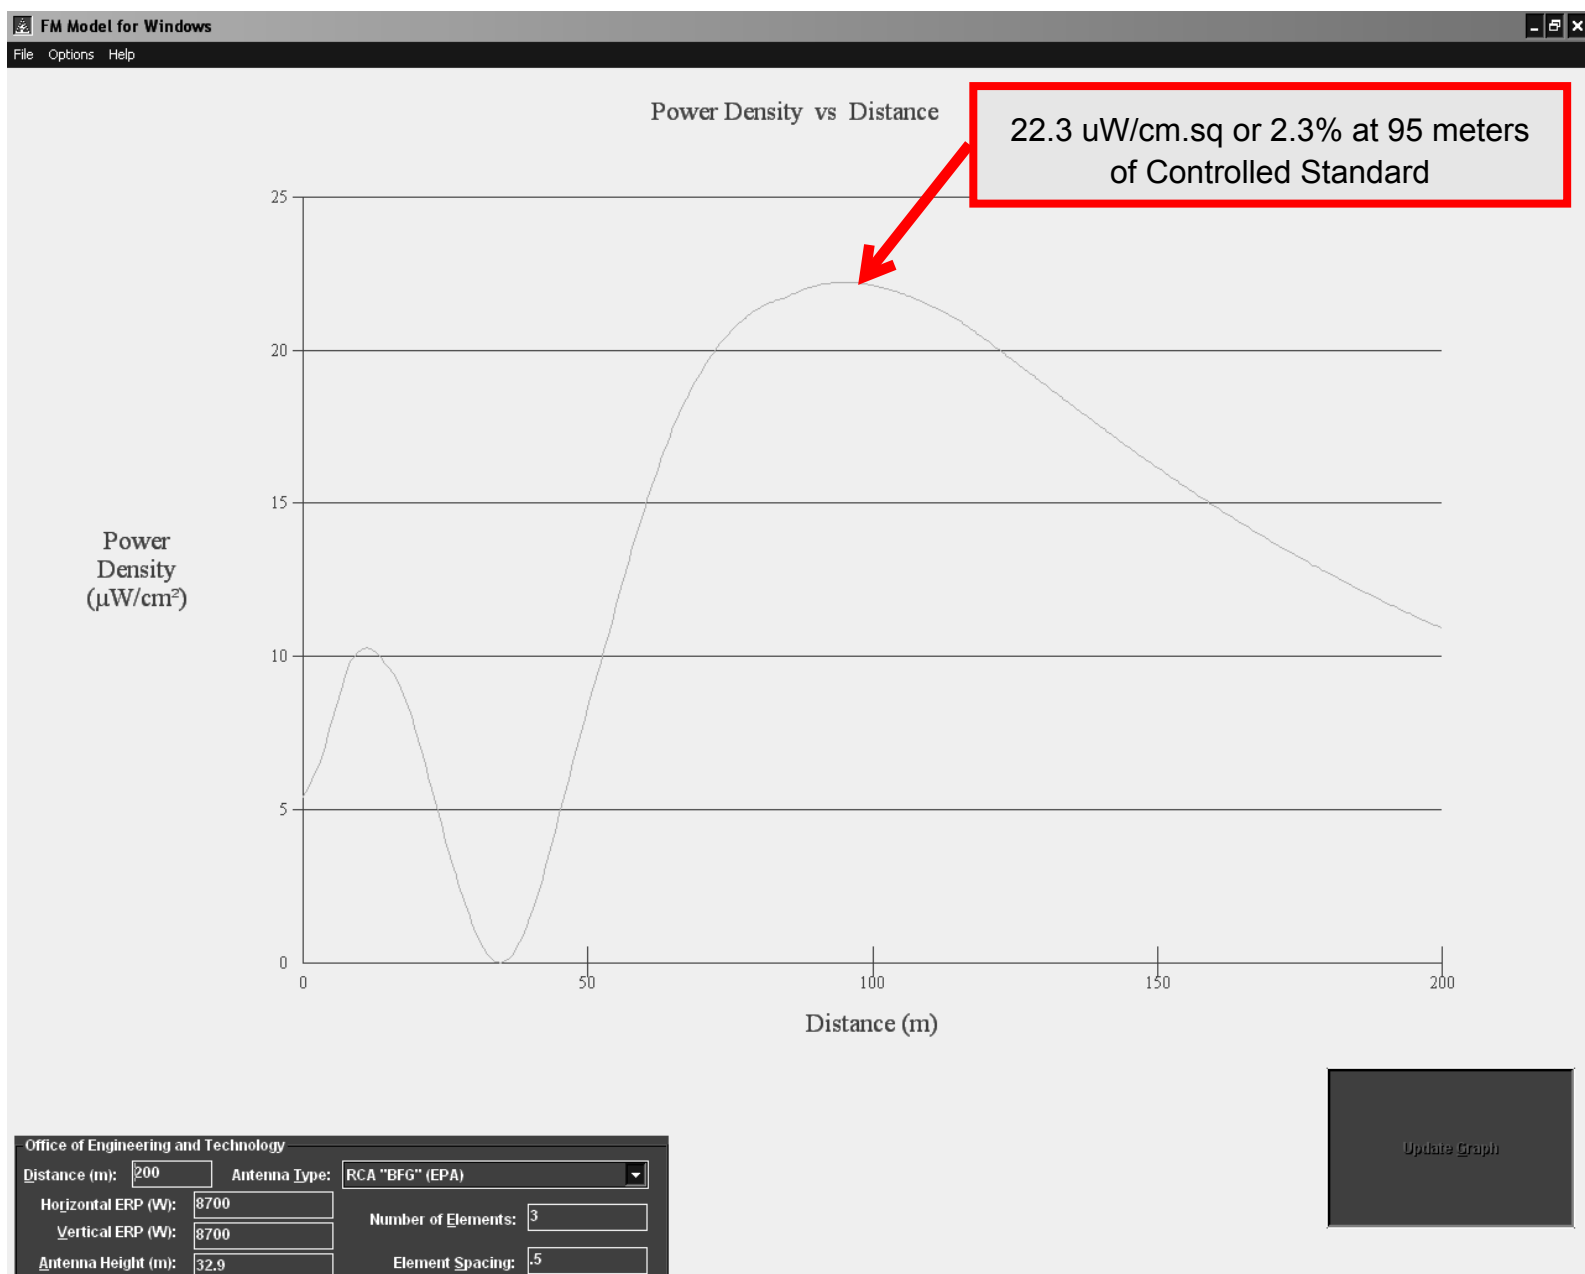 FM Model for Windows
File Options Help
Power Density vs Distance
22.3 uW/cm.sq or 2.3% at 95 meters
of Controlled Standard
25
20
15
10
5
0
Power
Density
(µW/cm²)
0 50 100 150 200
Distance (m)
Update Graph
Office of Engineering and Technology
Distance (m): 200 Antenna Type: RCA "BFG" (EPA)
Horizontal ERP (W): 8700
Number of Elements: 3
Vertical ERP (W): 8700
Antenna Height (m): 32.9 Element Spacing: .5